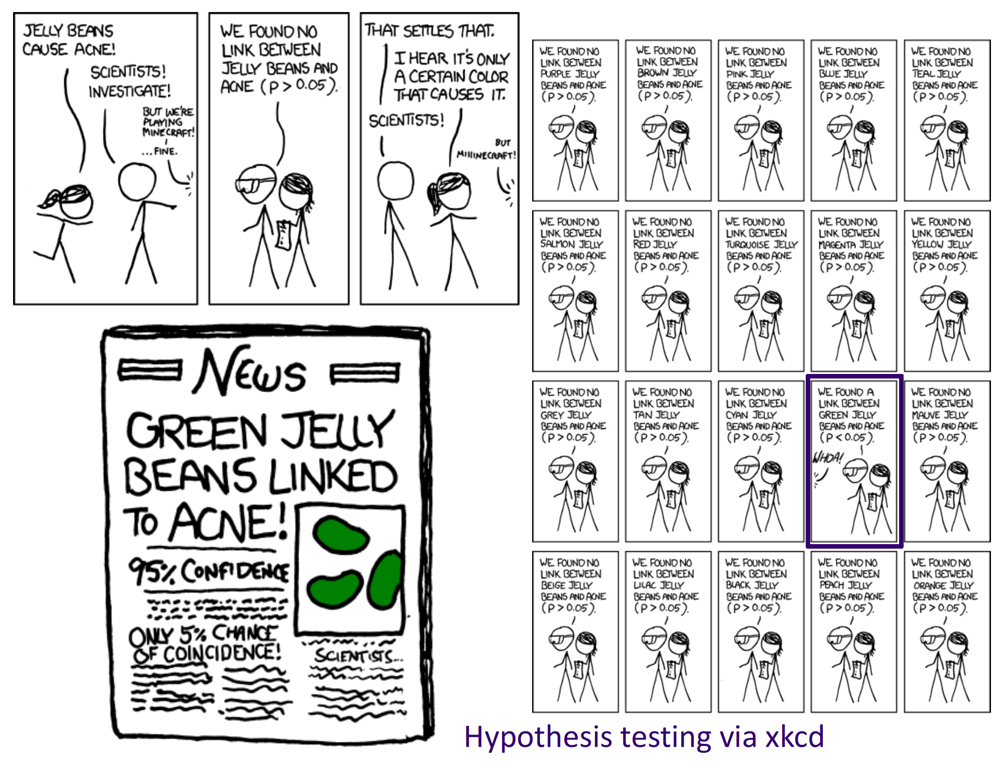 JELLY BEANS
CAUSE ACNE!
SCIENTISTS!
INVESTIGATE!
BUT WE'RE
PLAYING
MINECRAFT!
...FINE.
WE FOUND NO
LINK BETWEEN
JELLY BEANS AND
ACNE (P > 0.05).
THAT SETTLES THAT.
I HEAR IT'S ONLY
A CERTAIN COLOR
THAT CAUSES IT.
SCIENTISTS!
BUT
MIIIINECRAFT!
WE FOUND NO
LINK BETWEEN
PURPLE JELLY
BEANS AND ACNE
(P > 0.05).
WE FOUND NO
LINK BETWEEN
BROWN JELLY
BEANS AND ACNE
(P > 0.05).
WE FOUND NO
LINK BETWEEN
PINK JELLY
BEANS AND ACNE
(P > 0.05).
WE FOUND NO
LINK BETWEEN
BLUE JELLY
BEANS AND ACNE
(P > 0.05).
WE FOUND NO
LINK BETWEEN
TEAL JELLY
BEANS AND ACNE
(P > 0.05).
WE FOUND NO
LINK BETWEEN
SALMON JELLY
BEANS AND ACNE
(P > 0.05).
WE FOUND NO
LINK BETWEEN
RED JELLY
BEANS AND ACNE
(P > 0.05).
WE FOUND NO
LINK BETWEEN
TURQUOISE JELLY
BEANS AND ACNE
(P > 0.05).
WE FOUND NO
LINK BETWEEN
MAGENTA JELLY
BEANS AND ACNE
(P > 0.05).
WE FOUND NO
LINK BETWEEN
YELLOW JELLY
BEANS AND ACNE
(P > 0.05).
WE FOUND NO
LINK BETWEEN
GREY JELLY
BEANS AND ACNE
(P > 0.05).
WE FOUND NO
LINK BETWEEN
TAN JELLY
BEANS AND ACNE
(P > 0.05).
WE FOUND NO
LINK BETWEEN
CYAN JELLY
BEANS AND ACNE
(P > 0.05).
WE FOUND A
LINK BETWEEN
GREEN JELLY
BEANS AND ACNE
(P < 0.05).
WHOA!
WE FOUND NO
LINK BETWEEN
MAUVE JELLY
BEANS AND ACNE
(P > 0.05).
WE FOUND NO
LINK BETWEEN
BEIGE JELLY
BEANS AND ACNE
(P > 0.05).
WE FOUND NO
LINK BETWEEN
LILAC JELLY
BEANS AND ACNE
(P > 0.05).
WE FOUND NO
LINK BETWEEN
BLACK JELLY
BEANS AND ACNE
(P > 0.05).
WE FOUND NO
LINK BETWEEN
PEACH JELLY
BEANS AND ACNE
(P > 0.05).
WE FOUND NO
LINK BETWEEN
ORANGE JELLY
BEANS AND ACNE
(P > 0.05).
NEWS
GREEN JELLY
BEANS LINKED
TO ACNE!
95% CONFIDENCE
ONLY 5% CHANCE
OF COINCIDENCE!
SCIENTISTS...
Hypothesis testing via xkcd